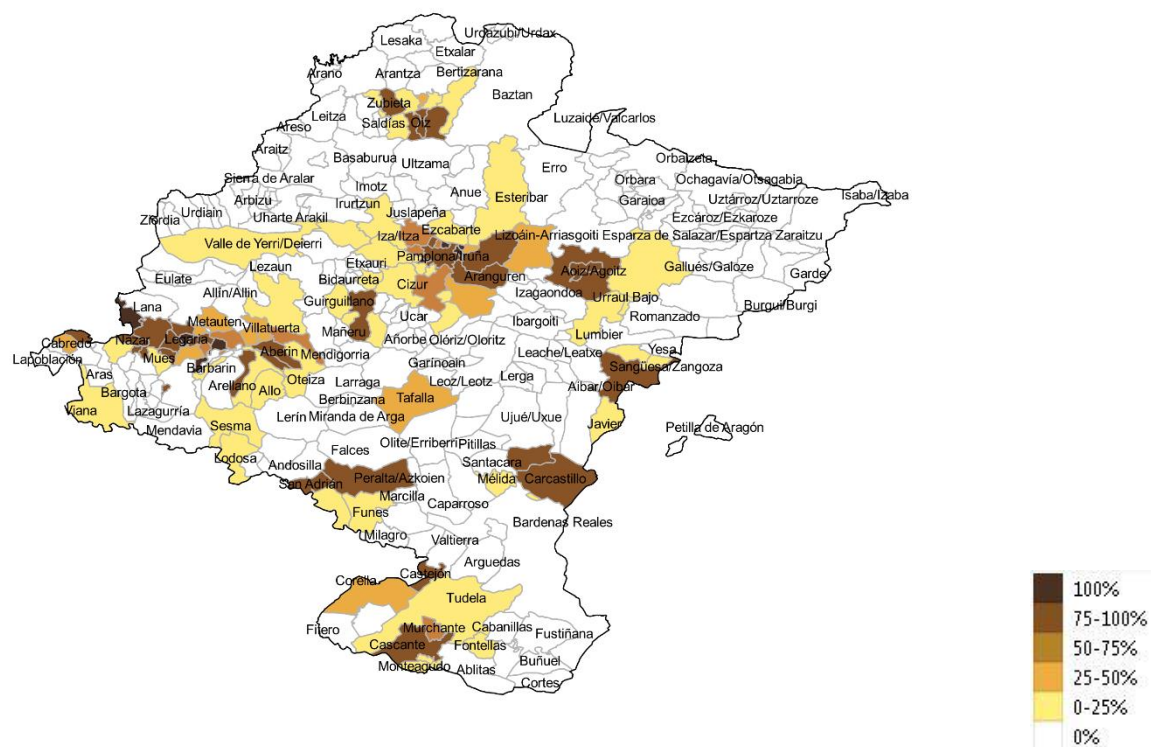 Urdazubi/Urdax
Lesaka
Etxalar
Arano
Arantza
Bertizarana
Baztan
Zubieta
Leitza
Saldías
Oiz
Luzaide/Valcarlos
Areso
Araitz
Basaburua
Ultzama
Erro
Orbaizeta
Sierra de Aralar
Imotz
Anue
Esteribar
Orbara
Ochagavía/Otsagabia
Isaba/Izaba
Arbizu
Irurtzun
Garaioa
Uztárroz/Uztarroze
Ziordia
Urdiain
Uharte Arakil
Juslapeña
Ezcároz/Ezkaroze
Iza/Itza
Ezcabarte
Lizoáin-Arriasgoiti
Esparza de Salazar/Espartza Zaraitzu
Valle de Yerri/Deierri
Etxauri
Pamplona/Iruña
Gallués/Galoze
Lezaun
Bidaurreta
Aranguren
Aoiz/Agoitz
Garde
Eulate
Cizur
Allín/Allin
Guirguillano
Izagaondoa
Urraul Bajo
Burgui/Burgi
Lana
Ucar
Ibargoiti
Romanzado
Metauten
Villatuerta
Mañeru
Lumbier
Cabredo
Nazar
Legaria
Añorbe
Olóriz/Oloritz
Yesa
Lapoblación
Mues
Aberin
Mendigorria
Garínoain
Leache/Leatxe
Sangüesa/Zangoza
Aras
Barbarin
Arellano
Oteiza
Larraga
Leoz/Leotz
Lerga
Aibar/Oibar
Bargota
Allo
Berbinzana
Tafalla
Viana
Lazagurría
Lerín
Miranda de Arga
Ujué/Uxue
Javier
Petilla de Aragón
Mendavia
Sesma
Olite/Erriberri
Pitillas
Lodosa
Andosilla
Falces
Santacara
San Adrián
Peralta/Azkoien
Mélida
Carcastillo
Funes
Marcilla
Caparroso
Bardenas Reales
Milagro
Valtierra
Arguedas
Castejón
Corella
Tudela
Fitero
Murchante
Cabanillas
Fustiñana
Cascante
Fontellas
Monteagudo
Ablitas
Buñuel
Cortes
100%
75-100%
50-75%
25-50%
0-25%
0%